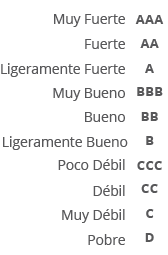 Muy Fuerte AAA
Fuerte AA
Ligeramente Fuerte A
Muy Bueno BBB
Bueno BB
Ligeramente Bueno B
Poco Débil CCC
Débil CC
Muy Débil C
Pobre D